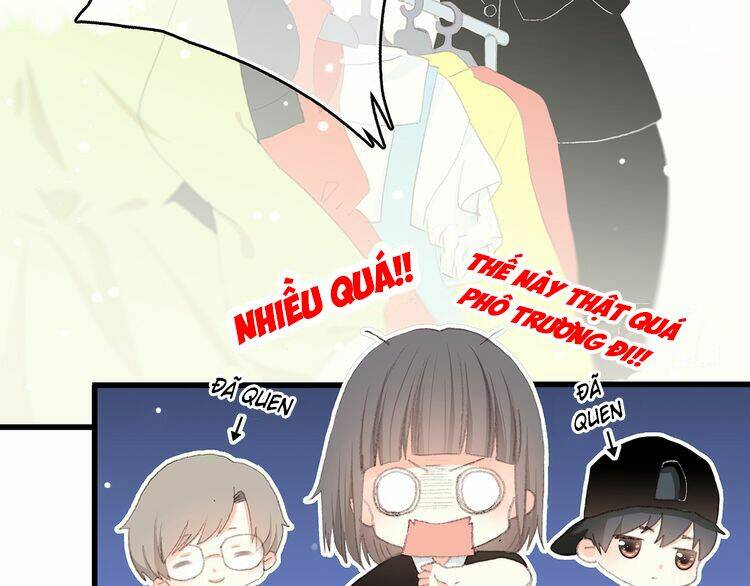 NHIỀU QUÁ!!
THẾ NÀY THẬT QUÁ
PHÔ TRƯƠNG ĐI!!
ĐÃ QUEN
ĐÃ
QUEN